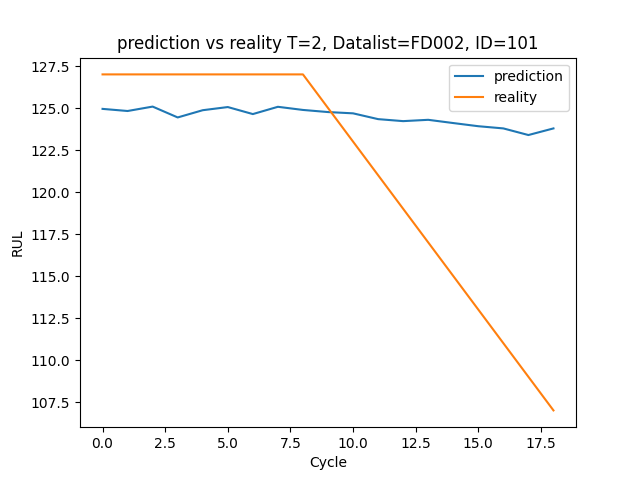 prediction vs reality T=2, Datalist=FD002, ID=101
127.5
125.0
122.5
120.0
117.5
115.0
112.5
110.0
107.5
RUL
prediction
reality
0.0 2.5 5.0 7.5 10.0 12.5 15.0 17.5
Cycle